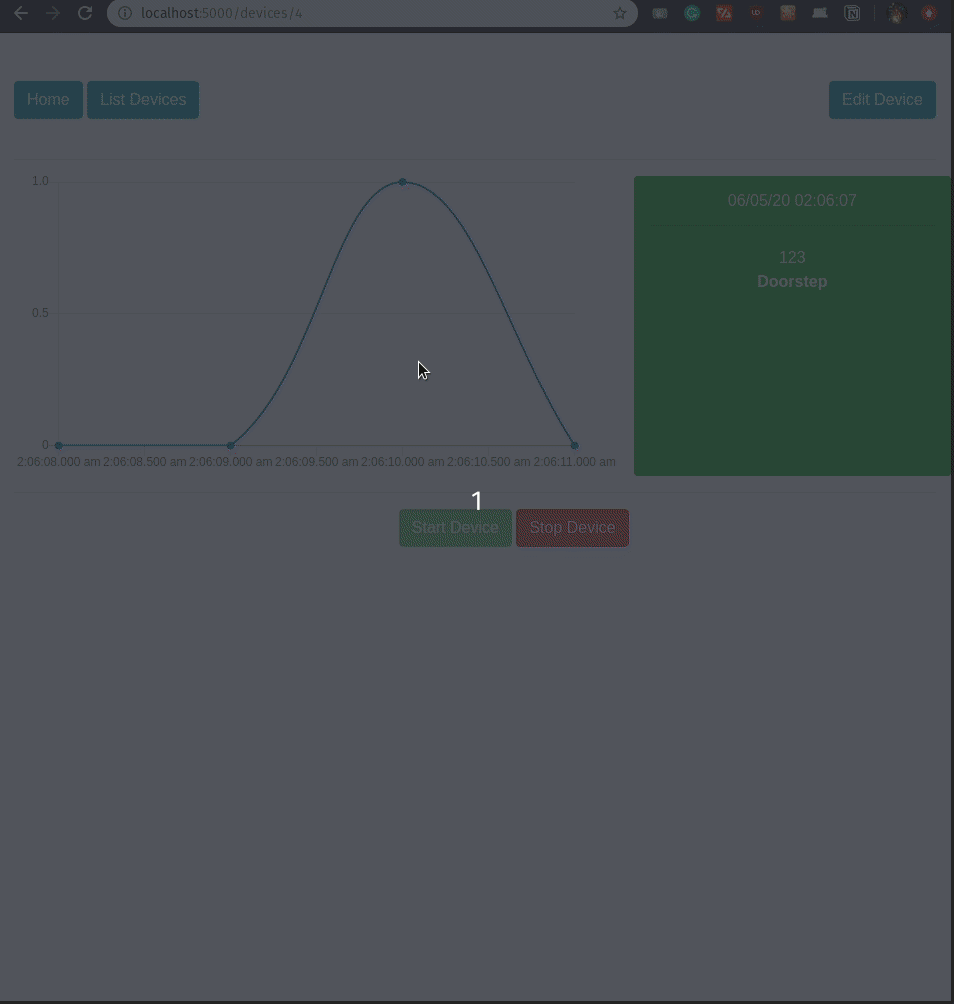 localhost:5000/devices/4
Home List Devices Edit Device
1.0
0.5
0
2:06:08.000 am 2:06:08.500 am 2:06:09.000 am 2:06:09.500 am 2:06:10.000 am 2:06:10.500 am 2:06:11.000 am
06/05/20 02:06:07
123
Doorstep
1
Start Device Stop Device